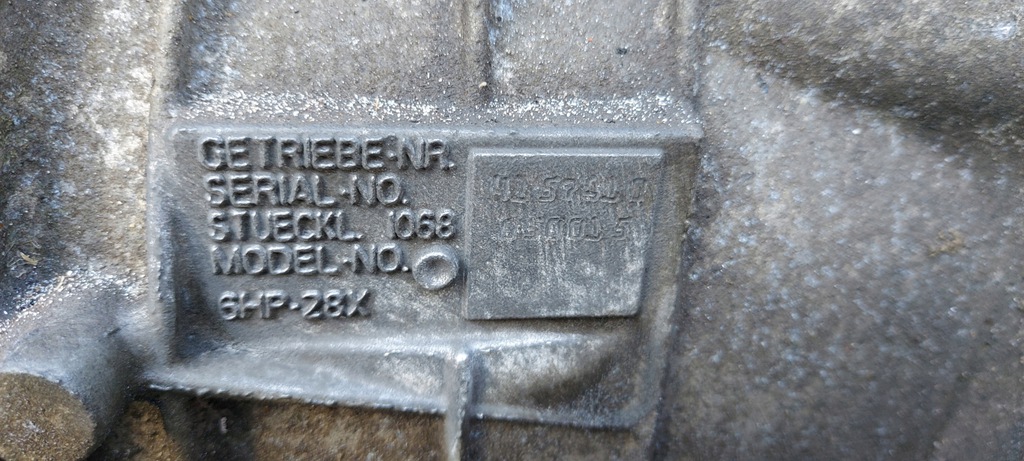 GETRIEBE-NR.
SERIAL-NO.
STUECKL. 1068
MODEL-NO.
6HP-28X